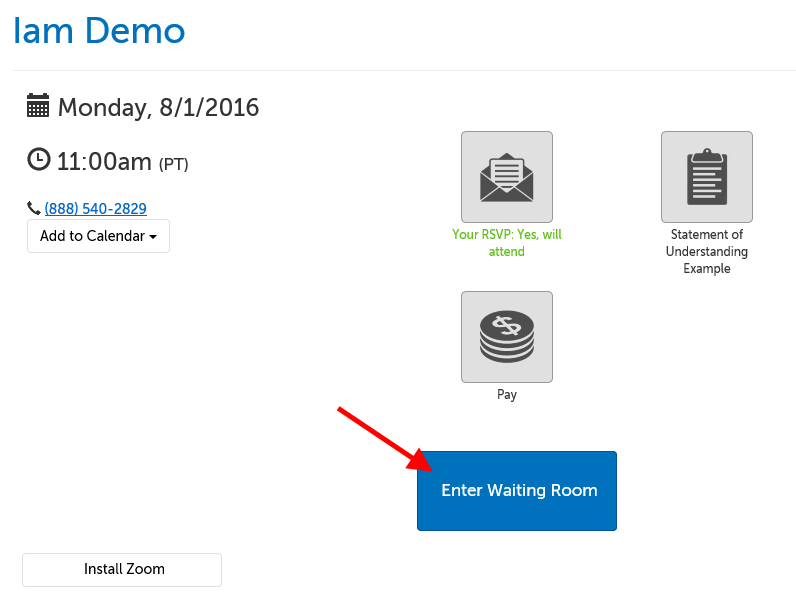 Iam Demo
Monday, 8/1/2016
11:00am (PT)
(888) 540-2829
Add to Calendar
Your RSVP: Yes, will
attend
Statement of
Understanding
Example
Pay
Enter Waiting Room
Install Zoom